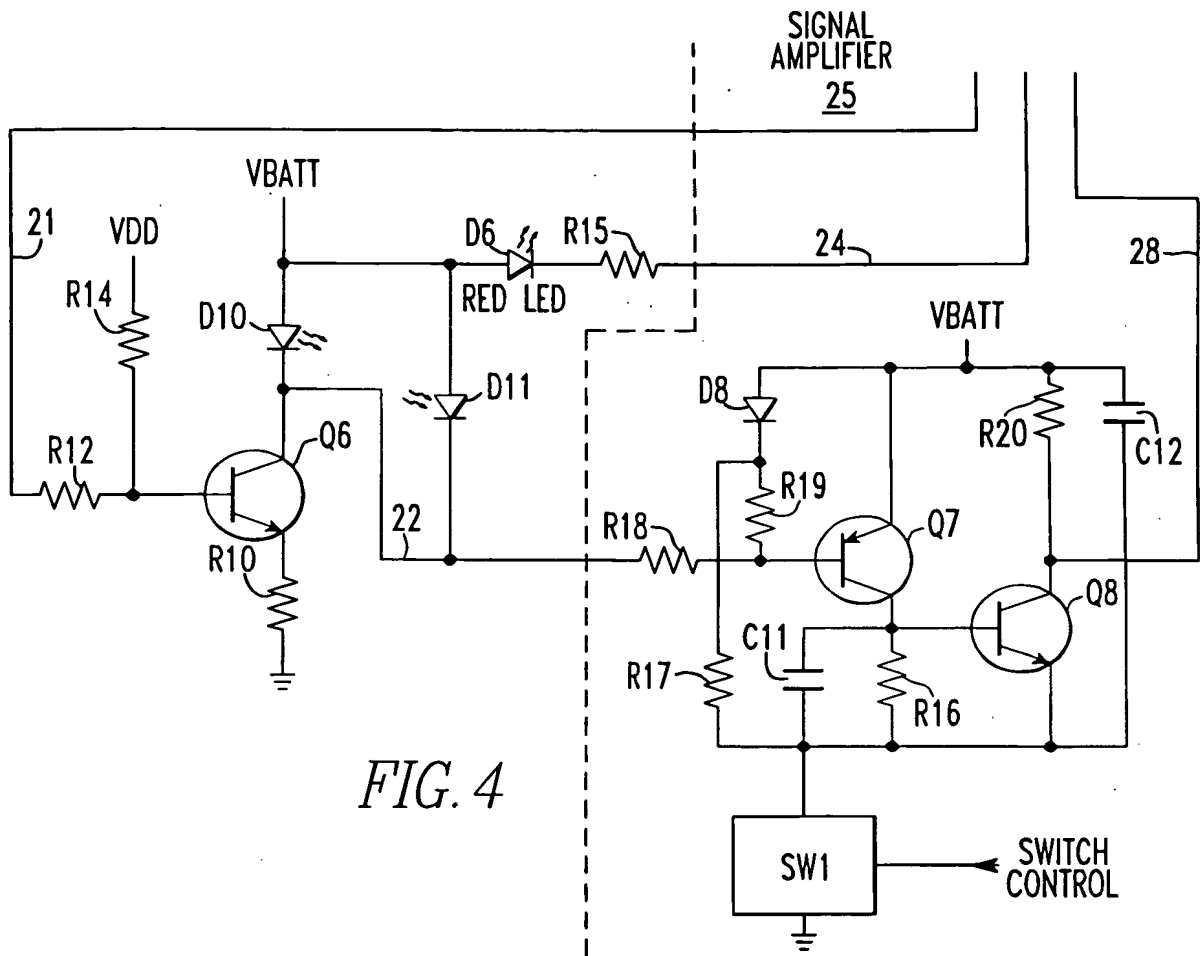 SIGNAL
AMPLIFIER
25
VBATT
21
VDD
D6
R15
24
28
R14
RED LED
D10
VBATT
D11
D8
R20
C12
R12
Q6
R19
22
R18
Q7
R10
Q8
C11
R17
R16
FIG. 4
SW1
SWITCH
CONTROL